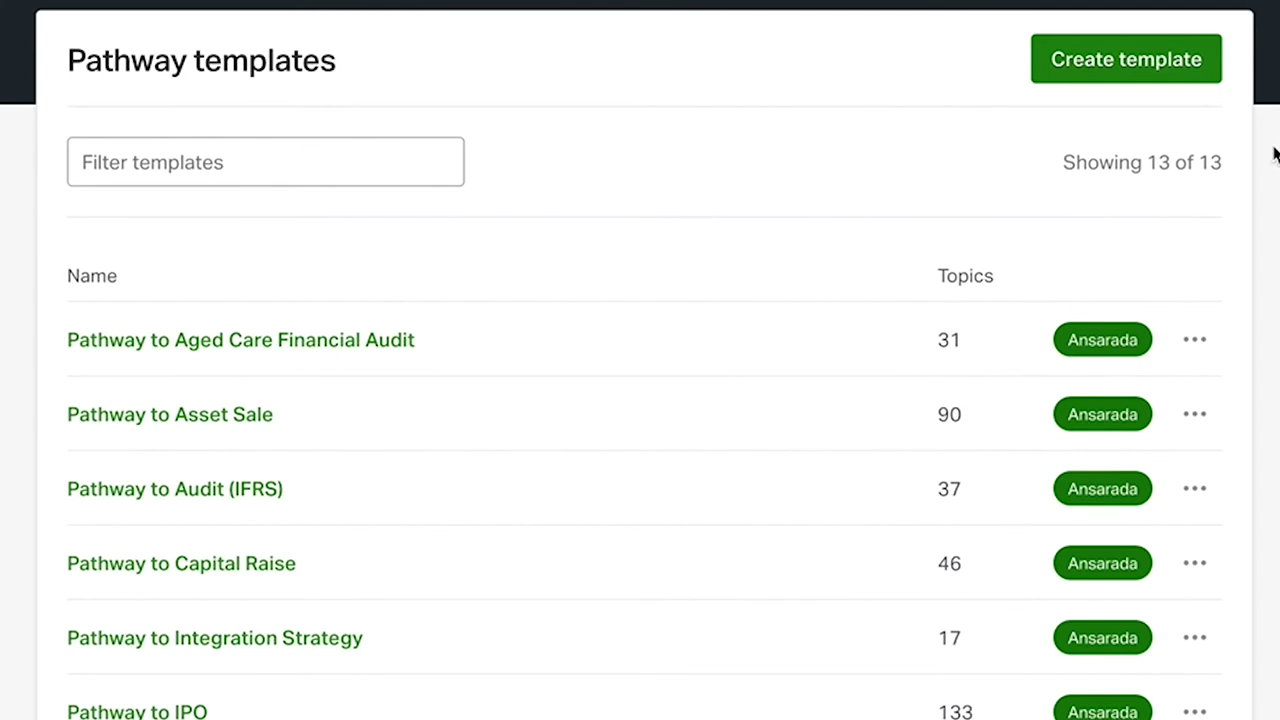 Pathway templates
Create template
Filter templates
Showing 13 of 13
Name Topics
Pathway to Aged Care Financial Audit 31 Ansarada
Pathway to Asset Sale 90 Ansarada
Pathway to Audit (IFRS) 37 Ansarada
Pathway to Capital Raise 46 Ansarada
Pathway to Integration Strategy 17 Ansarada
Pathway to IPO 133 Ansarada